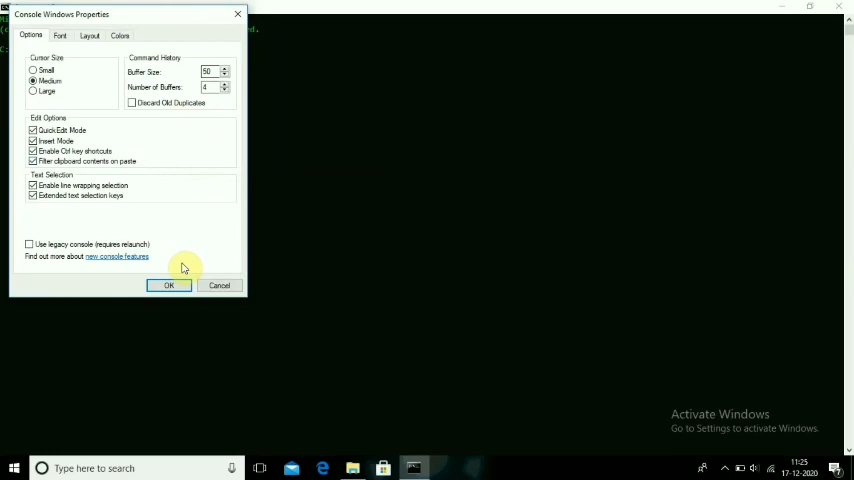 Console Windows Properties
Options Font Layout Colors
Cursor Size
Small
Medium
Large
Command History
Buffer Size: 50
Number of Buffers: 4
Discard Old Duplicates
Edit Options
QuickEdit Mode
Insert Mode
Enable Ctrl key shortcuts
Filter clipboard contents on paste
Text Selection
Enable line wrapping selection
Extended text selection keys
Use legacy console (requires relaunch)
Find out more about new console features
OK Cancel
Mi
(c
ed.
C:
Activate Windows
Go to Settings to activate Windows.
Type here to search
11:25
17-12-2020
7